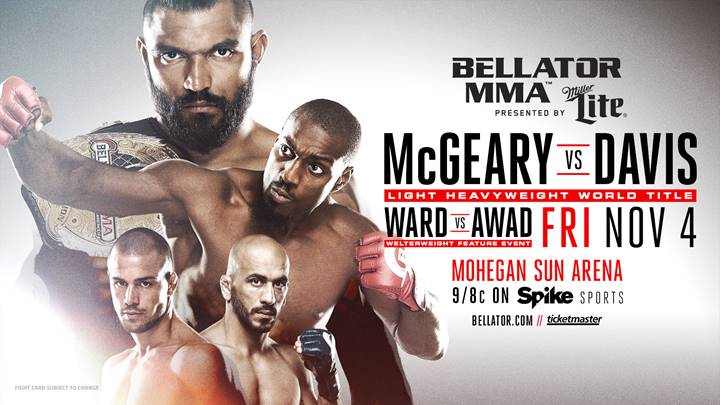 BELLATOR
MMA™ Miller Lite
PRESENTED BY
McGEARY VS DAVIS
LIGHT HEAVYWEIGHT WORLD TITLE
WARD VS AWAD
WELTERWEIGHT FEATURE EVENT
FRI NOV 4
MOHEGAN SUN ARENA
9/8c ON Spike SPORTS
BELLATOR.COM // ticketmaster
FIGHT CARD SUBJECT TO CHANGE